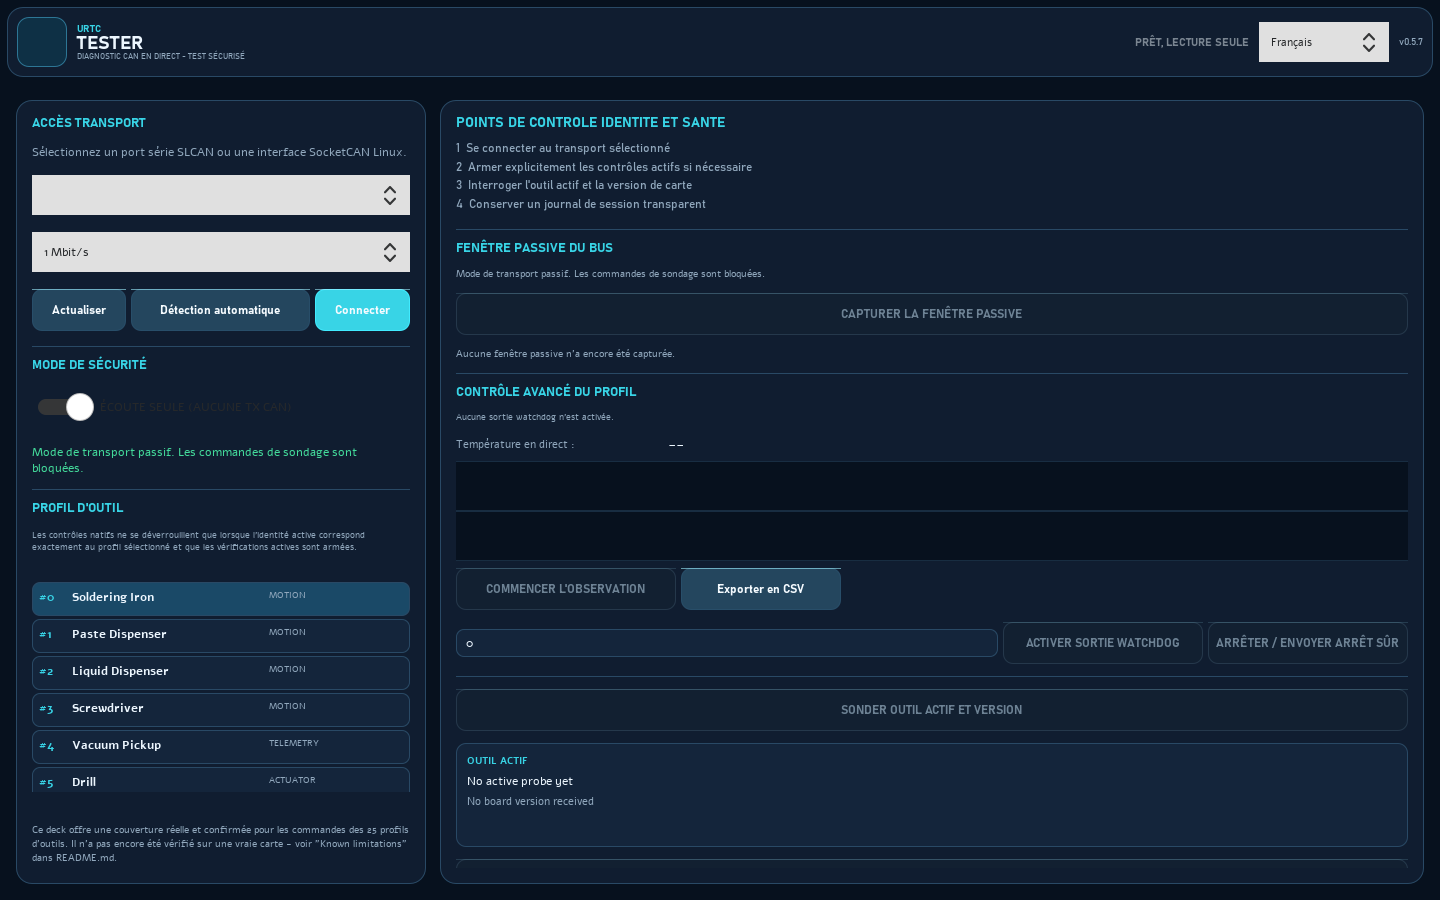 URTC
TESTER
DIAGNOSTIC CAN EN DIRECT - TEST SÉCURISÉ
PRÊT, LECTURE SEULE
Français
v0.5.7
ACCÈS TRANSPORT
Sélectionnez un port série SLCAN ou une interface SocketCAN Linux.
1 Mbit/s
Actualiser
Détection automatique
Connecter
MODE DE SÉCURITÉ
ÉCOUTE SEULE (AUCUNE TX CAN)
Mode de transport passif. Les commandes de sondage sont
bloquées.
PROFIL D'OUTIL
Les contrôles natifs ne se déverrouillent que lorsque l'identité active correspond
exactement au profil sélectionné et que les vérifications actives sont armées.
#0 Soldering Iron MOTION
#1 Paste Dispenser MOTION
#2 Liquid Dispenser MOTION
#3 Screwdriver MOTION
#4 Vacuum Pickup TELEMETRY
#5 Drill ACTUATOR
Ce deck offre une couverture réelle et confirmée pour les commandes des 25 profils
d'outils. Il n'a pas encore été vérifié sur une vraie carte - voir "Known limitations"
dans README.md.
POINTS DE CONTROLE IDENTITE ET SANTE
1 Se connecter au transport sélectionné
2 Armer explicitement les contrôles actifs si nécessaire
3 Interroger l'outil actif et la version de carte
4 Conserver un journal de session transparent
FENÊTRE PASSIVE DU BUS
Mode de transport passif. Les commandes de sondage sont bloquées.
CAPTURER LA FENÊTRE PASSIVE
Aucune fenêtre passive n'a encore été capturée.
CONTRÔLE AVANCÉ DU PROFIL
Aucune sortie watchdog n'est activée.
Température en direct : --
COMMENCER L'OBSERVATION
Exporter en CSV
0
ACTIVER SORTIE WATCHDOG
ARRÊTER / ENVOYER ARRÊT SÛR
SONDER OUTIL ACTIF ET VERSION
OUTIL ACTIF
No active probe yet
No board version received